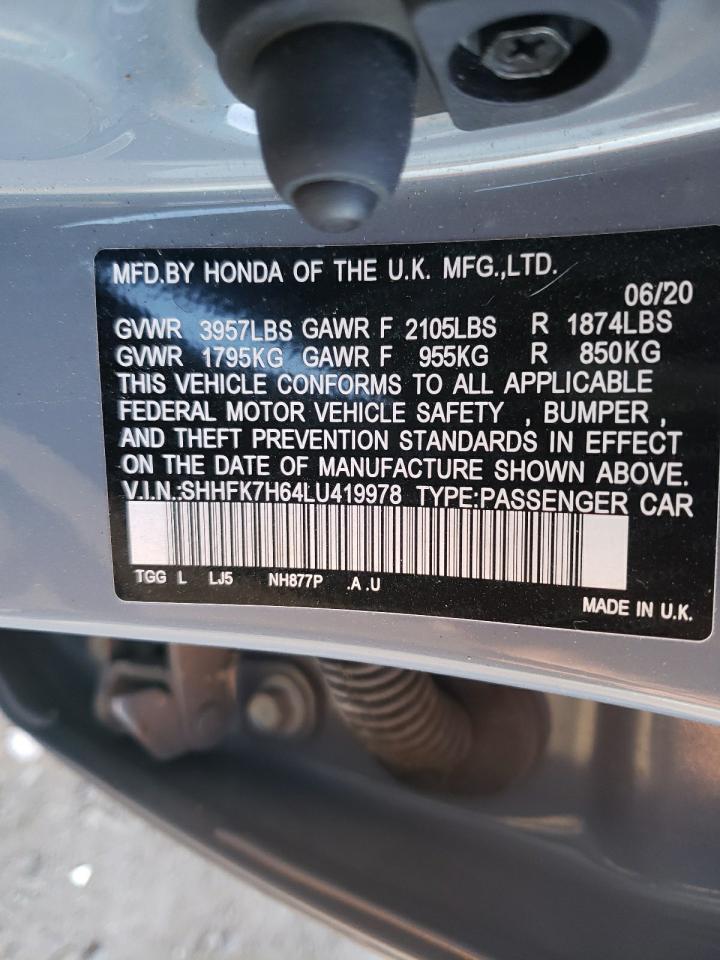 MFD.BY HONDA OF THE U.K. MFG.,LTD.
06/20
GVWR 3957LBS GAWR F 2105LBS R 1874LBS
GVWR 1795KG GAWR F 955KG R 850KG
THIS VEHICLE CONFORMS TO ALL APPLICABLE
FEDERAL MOTOR VEHICLE SAFETY , BUMPER ,
AND THEFT PREVENTION STANDARDS IN EFFECT
ON THE DATE OF MANUFACTURE SHOWN ABOVE.
V.I.N.:SHHFK7H64LU419978 TYPE:PASSENGER CAR
TGG L LJ5 NH877P .A .U
MADE IN U.K.